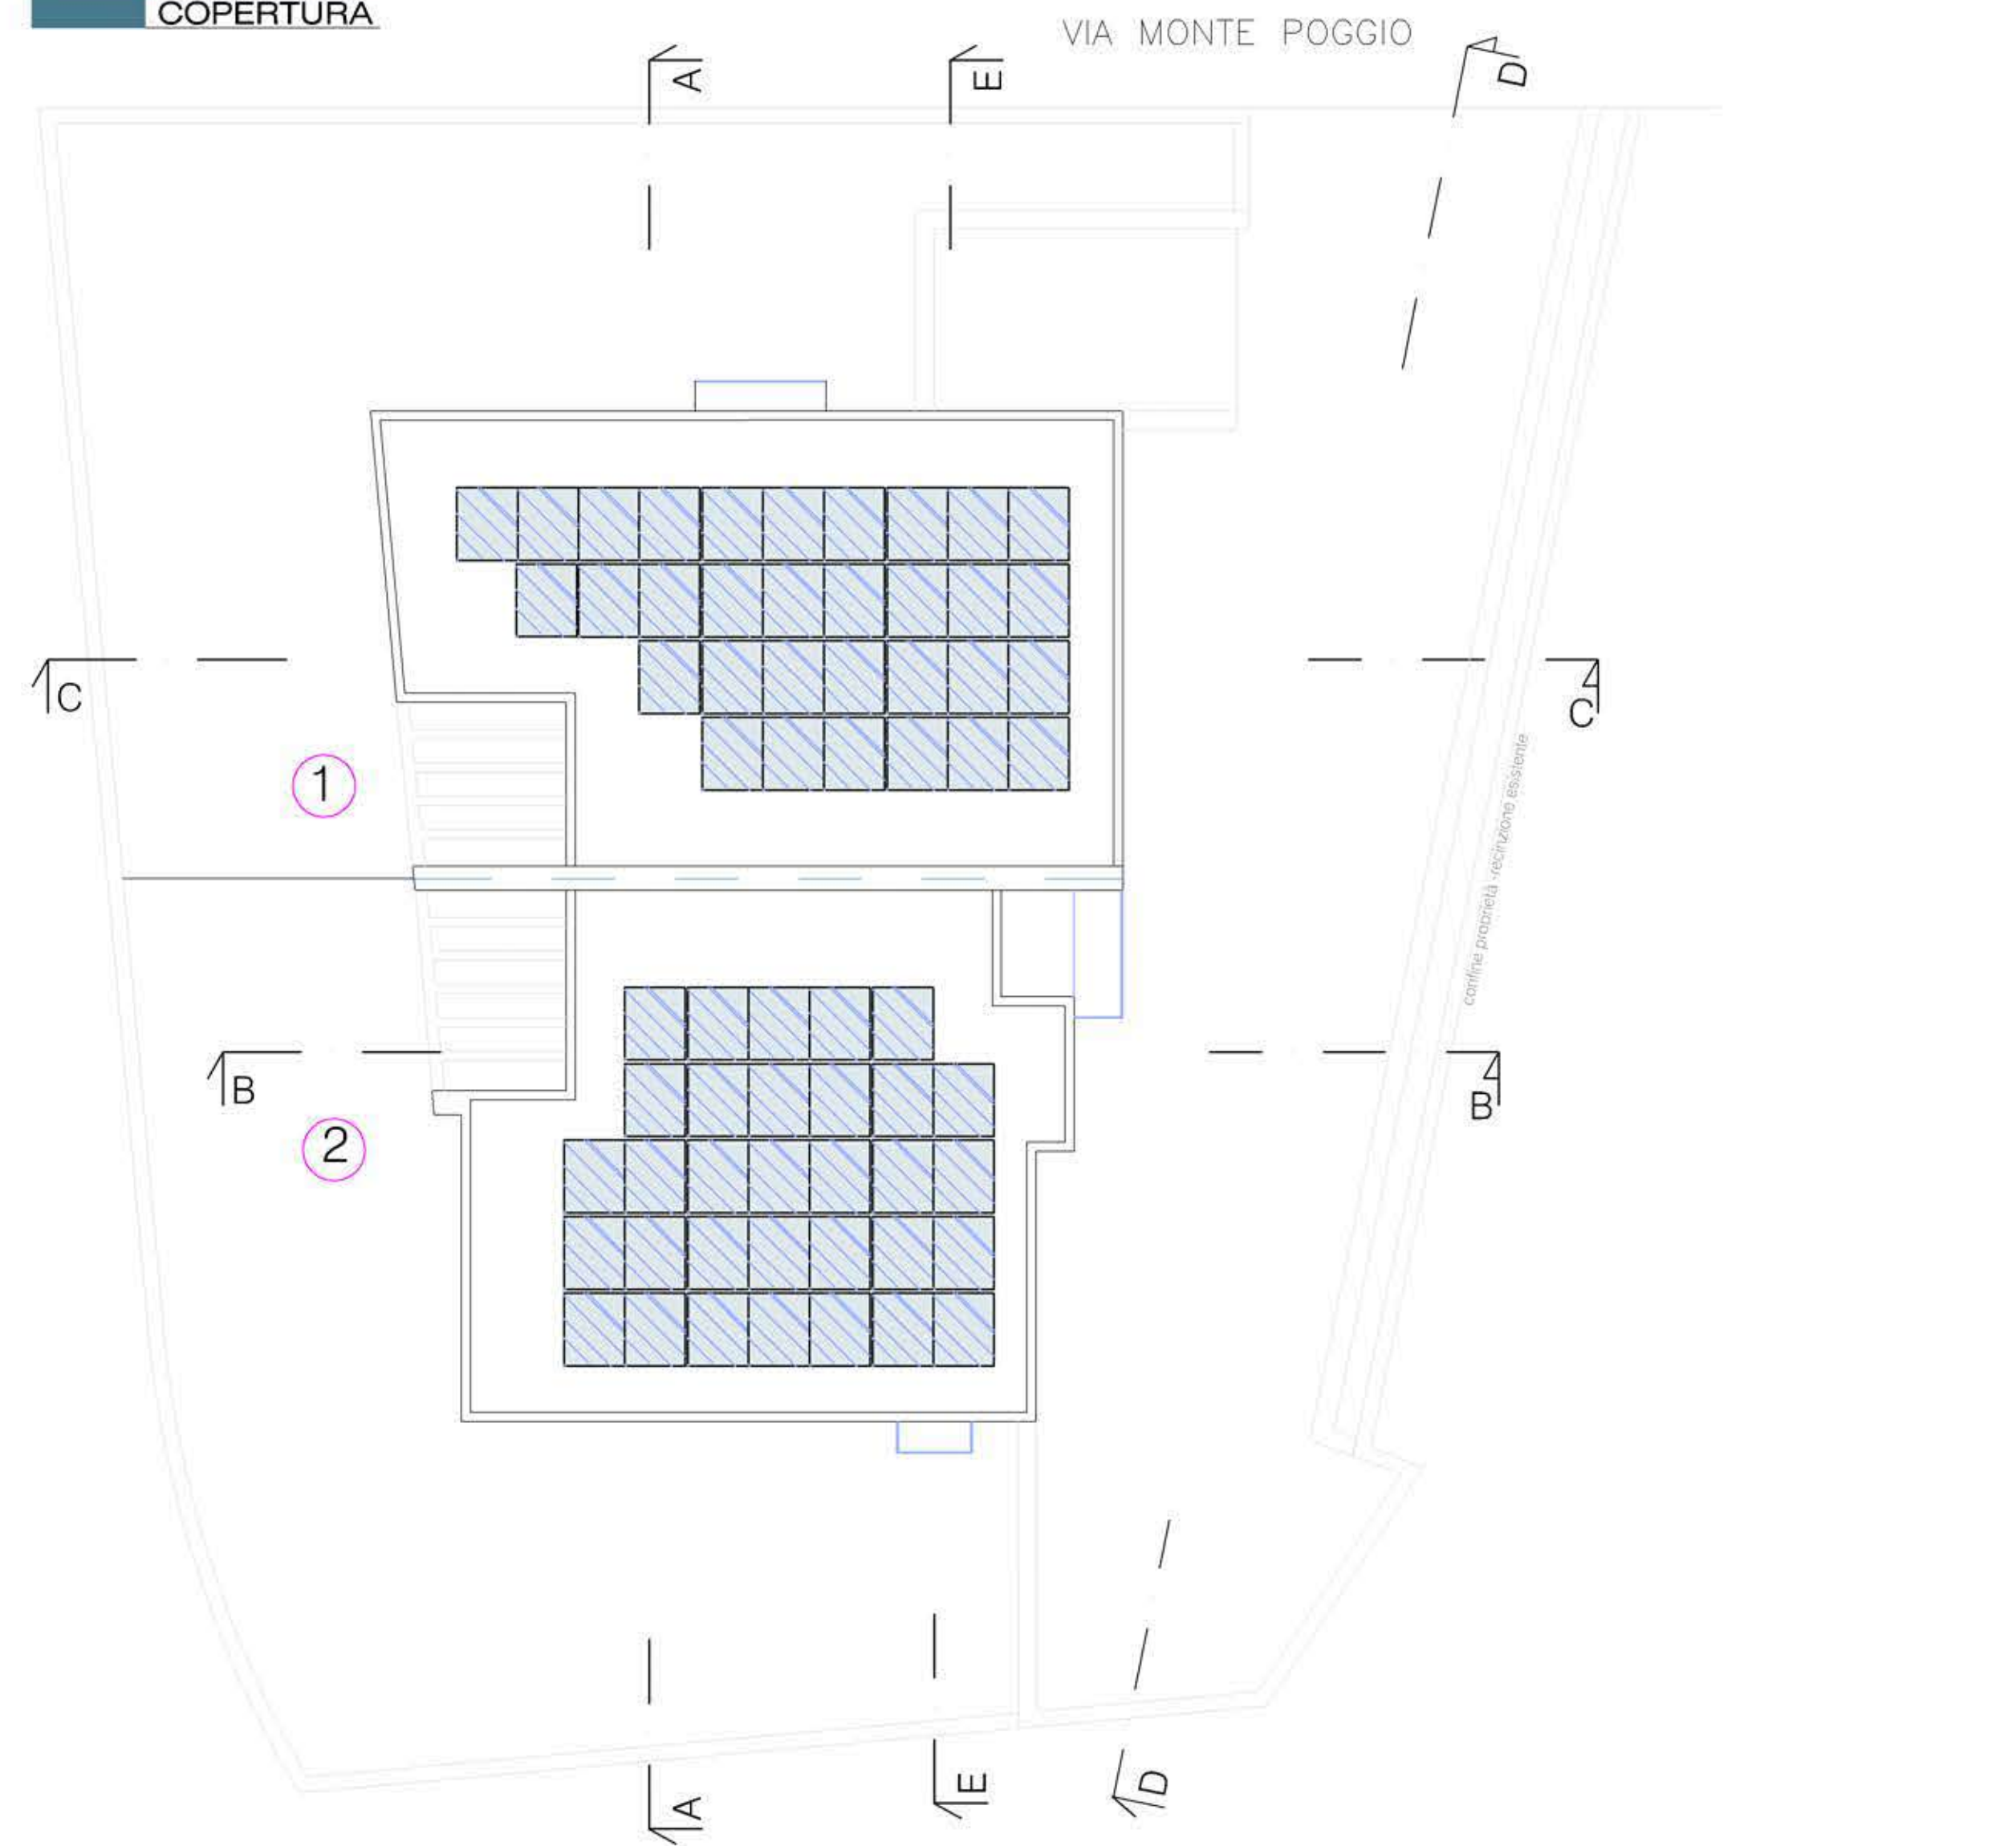 COPERTURA
VIA MONTE POGGIO
A
E
D
C
C
1
confine proprietà -recinzione esistente
B
B
2
A
E
D